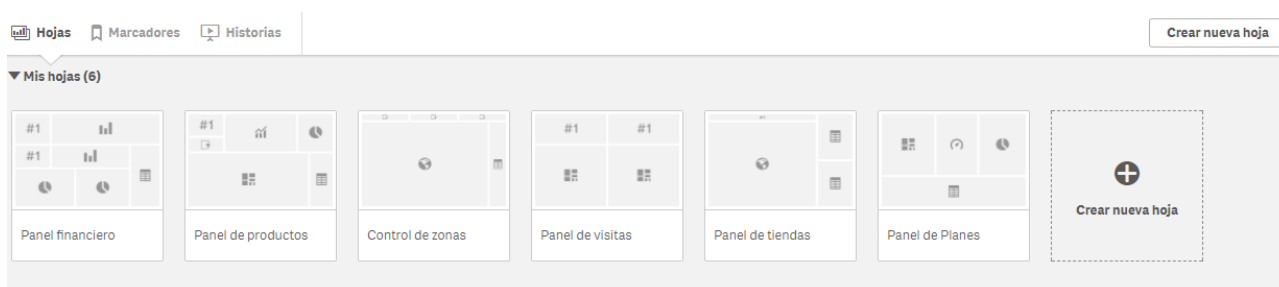 Hojas Marcadores Historias Crear nueva hoja
Mis hojas (6)
#1 #1 #1 #1
#1
Crear nueva hoja
Panel financiero Panel de productos Control de zonas Panel de visitas Panel de tiendas Panel de Planes